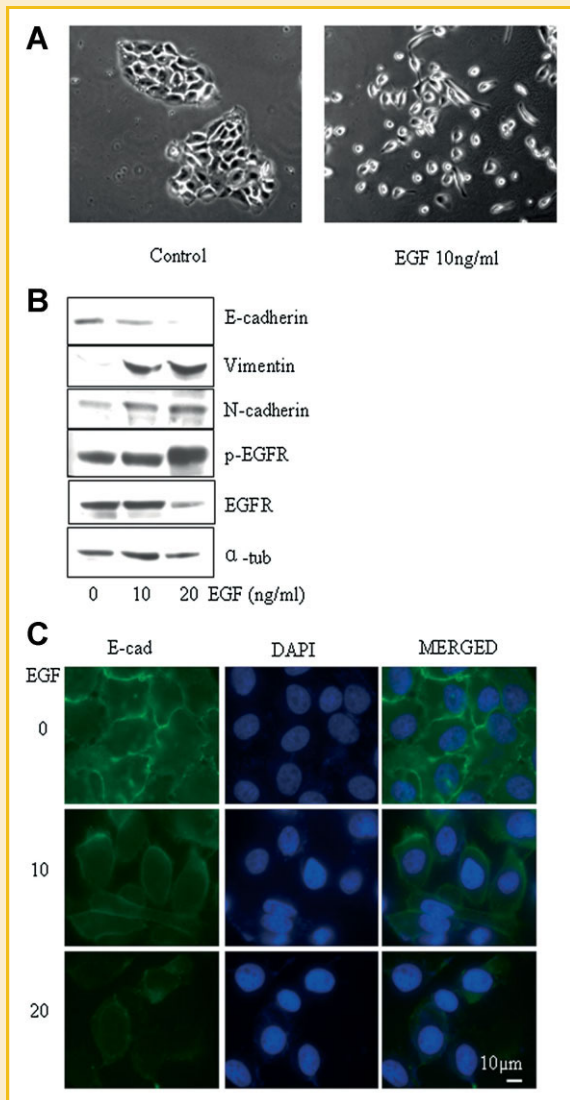 A
Control EGF 10ng/ml
B
E-cadherin
Vimentin
N-cadherin
p-EGFR
EGFR
α-tub
0 10 20 EGF (ng/ml)
C
E-cad DAPI MERGED
EGF
0
10
20
10μm